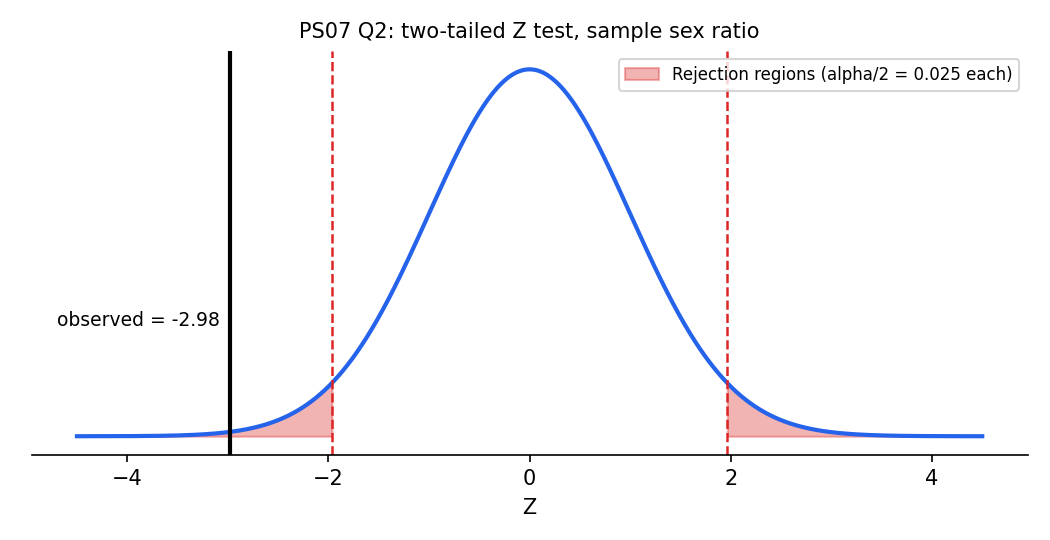 PS07 Q2: two-tailed Z test, sample sex ratio
Rejection regions (alpha/2 = 0.025 each)
observed = -2.98
−4 −2 0 2 4
Z